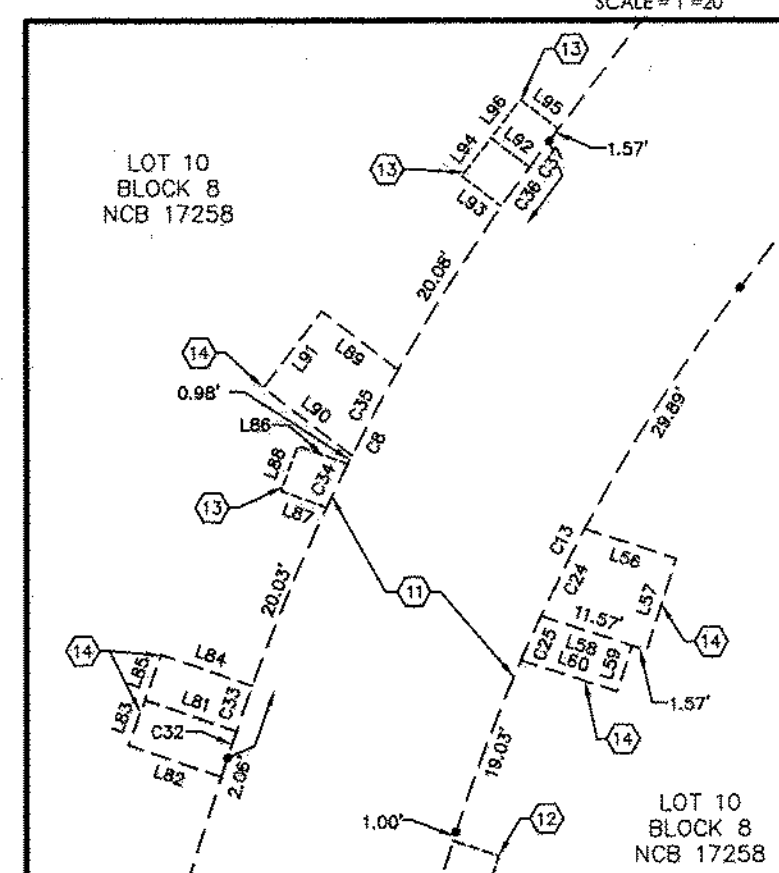 SCALE = 1"=20'
13
L96
L95
LOT 10
BLOCK 8
NCB 17258
L94
L92
1.57'
13
C37
C36
L93
20.08'
L91
L89
14
0.98'
L90
C35
L86
C8
L88
C34
13
L87
29.89'
C13
L56
C24
L57
11
20.03'
11.57'
14
L58
C25
L60
L59
14
L84
L85
1.57'
L81
C33
L83
C32
14
L82
2.06'
19.03'
1.00'
12
LOT 10
BLOCK 8
NCB 17258